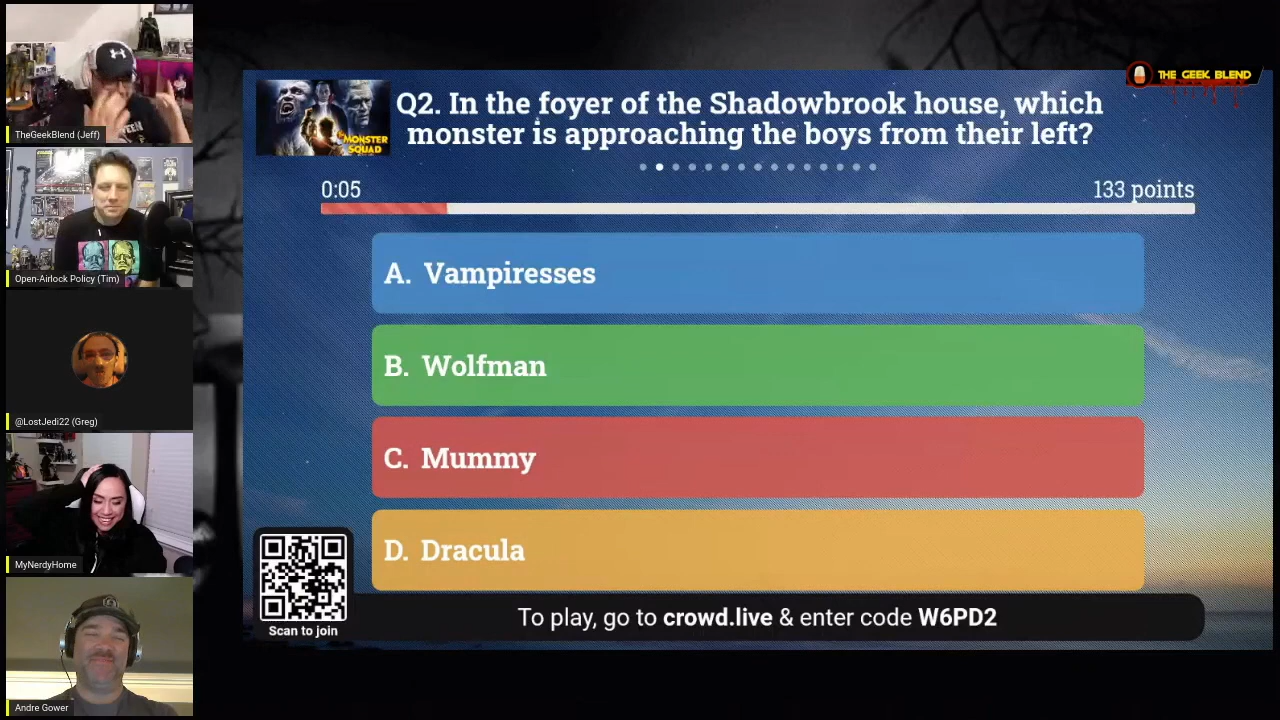 TheGeekBlend (Jeff)
Open-Airlock Policy (Tim)
@LostJedi22 (Greg)
MyNerdyHome
Andre Gower
THE GEEK BLEND
MONSTER
SQUAD
Q2. In the foyer of the Shadowbrook house, which
monster is approaching the boys from their left?
0:05
133 points
A. Vampiresses
B. Wolfman
C. Mummy
D. Dracula
Scan to join
To play, go to crowd.live & enter code W6PD2